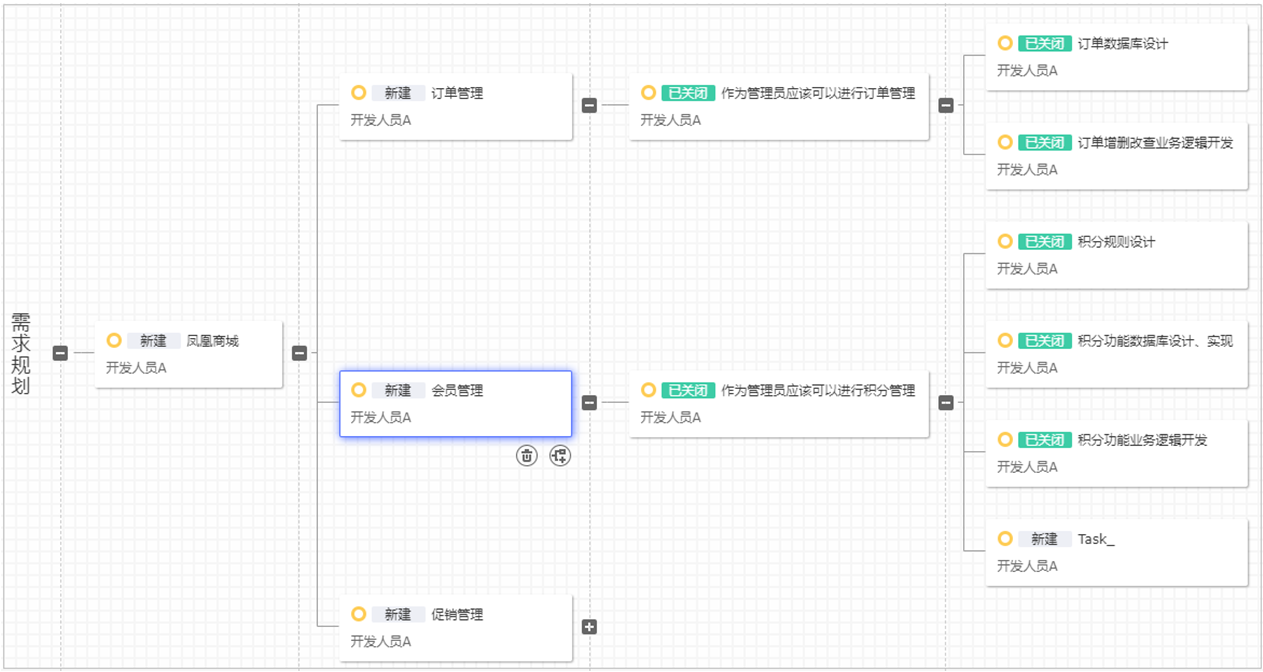 需求规划
新建 凤凰商城
开发人员A
新建 订单管理
开发人员A
已关闭 作为管理员应该可以进行订单管理
开发人员A
已关闭 订单数据库设计
开发人员A
已关闭 订单增删改查业务逻辑开发
开发人员A
新建 会员管理
开发人员A
已关闭 作为管理员应该可以进行积分管理
开发人员A
已关闭 积分规则设计
开发人员A
已关闭 积分功能数据库设计、实现
开发人员A
已关闭 积分功能业务逻辑开发
开发人员A
新建 Task_
开发人员A
新建 促销管理
开发人员A